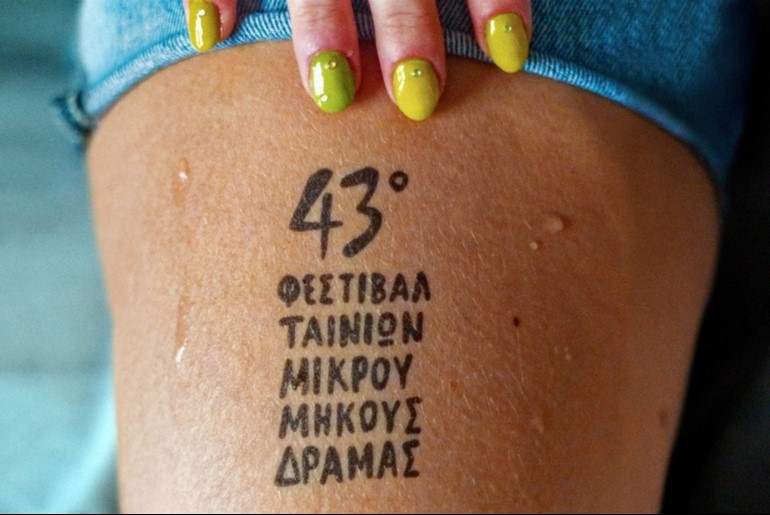 43°
ΦΕΣΤΙΒΑΛ
ΤΑΙΝΙΩΝ
ΜΙΚΡΟΥ
ΜΗΚΟΥΣ
ΔΡΑΜΑΣ